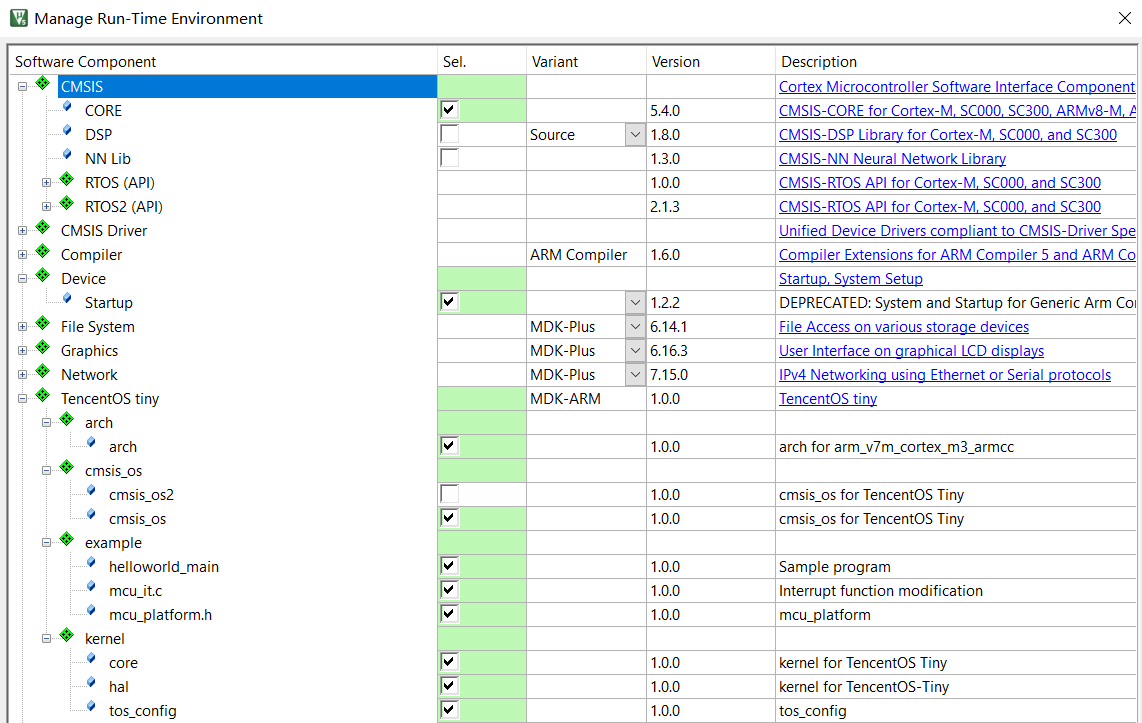 Manage Run-Time Environment
Software Component Sel. Variant Version Description
CMSIS Cortex Microcontroller Software Interface Component
CORE 5.4.0 CMSIS-CORE for Cortex-M, SC000, SC300, ARMv8-M, A
DSP Source 1.8.0 CMSIS-DSP Library for Cortex-M, SC000, and SC300
NN Lib 1.3.0 CMSIS-NN Neural Network Library
RTOS (API) 1.0.0 CMSIS-RTOS API for Cortex-M, SC000, and SC300
RTOS2 (API) 2.1.3 CMSIS-RTOS API for Cortex-M, SC000, and SC300
CMSIS Driver Unified Device Drivers compliant to CMSIS-Driver Spe
Compiler ARM Compiler 1.6.0 Compiler Extensions for ARM Compiler 5 and ARM Co
Device Startup, System Setup
Startup 1.2.2 DEPRECATED: System and Startup for Generic Arm Cor
File System MDK-Plus 6.14.1 File Access on various storage devices
Graphics MDK-Plus 6.16.3 User Interface on graphical LCD displays
Network MDK-Plus 7.15.0 IPv4 Networking using Ethernet or Serial protocols
TencentOS tiny MDK-ARM 1.0.0 TencentOS tiny
arch
arch 1.0.0 arch for arm_v7m_cortex_m3_armcc
cmsis_os
cmsis_os2 1.0.0 cmsis_os for TencentOS Tiny
cmsis_os 1.0.0 cmsis_os for TencentOS Tiny
example
helloworld_main 1.0.0 Sample program
mcu_it.c 1.0.0 Interrupt function modification
mcu_platform.h 1.0.0 mcu_platform
kernel
core 1.0.0 kernel for TencentOS Tiny
hal 1.0.0 kernel for TencentOS-Tiny
tos_config 1.0.0 tos_config